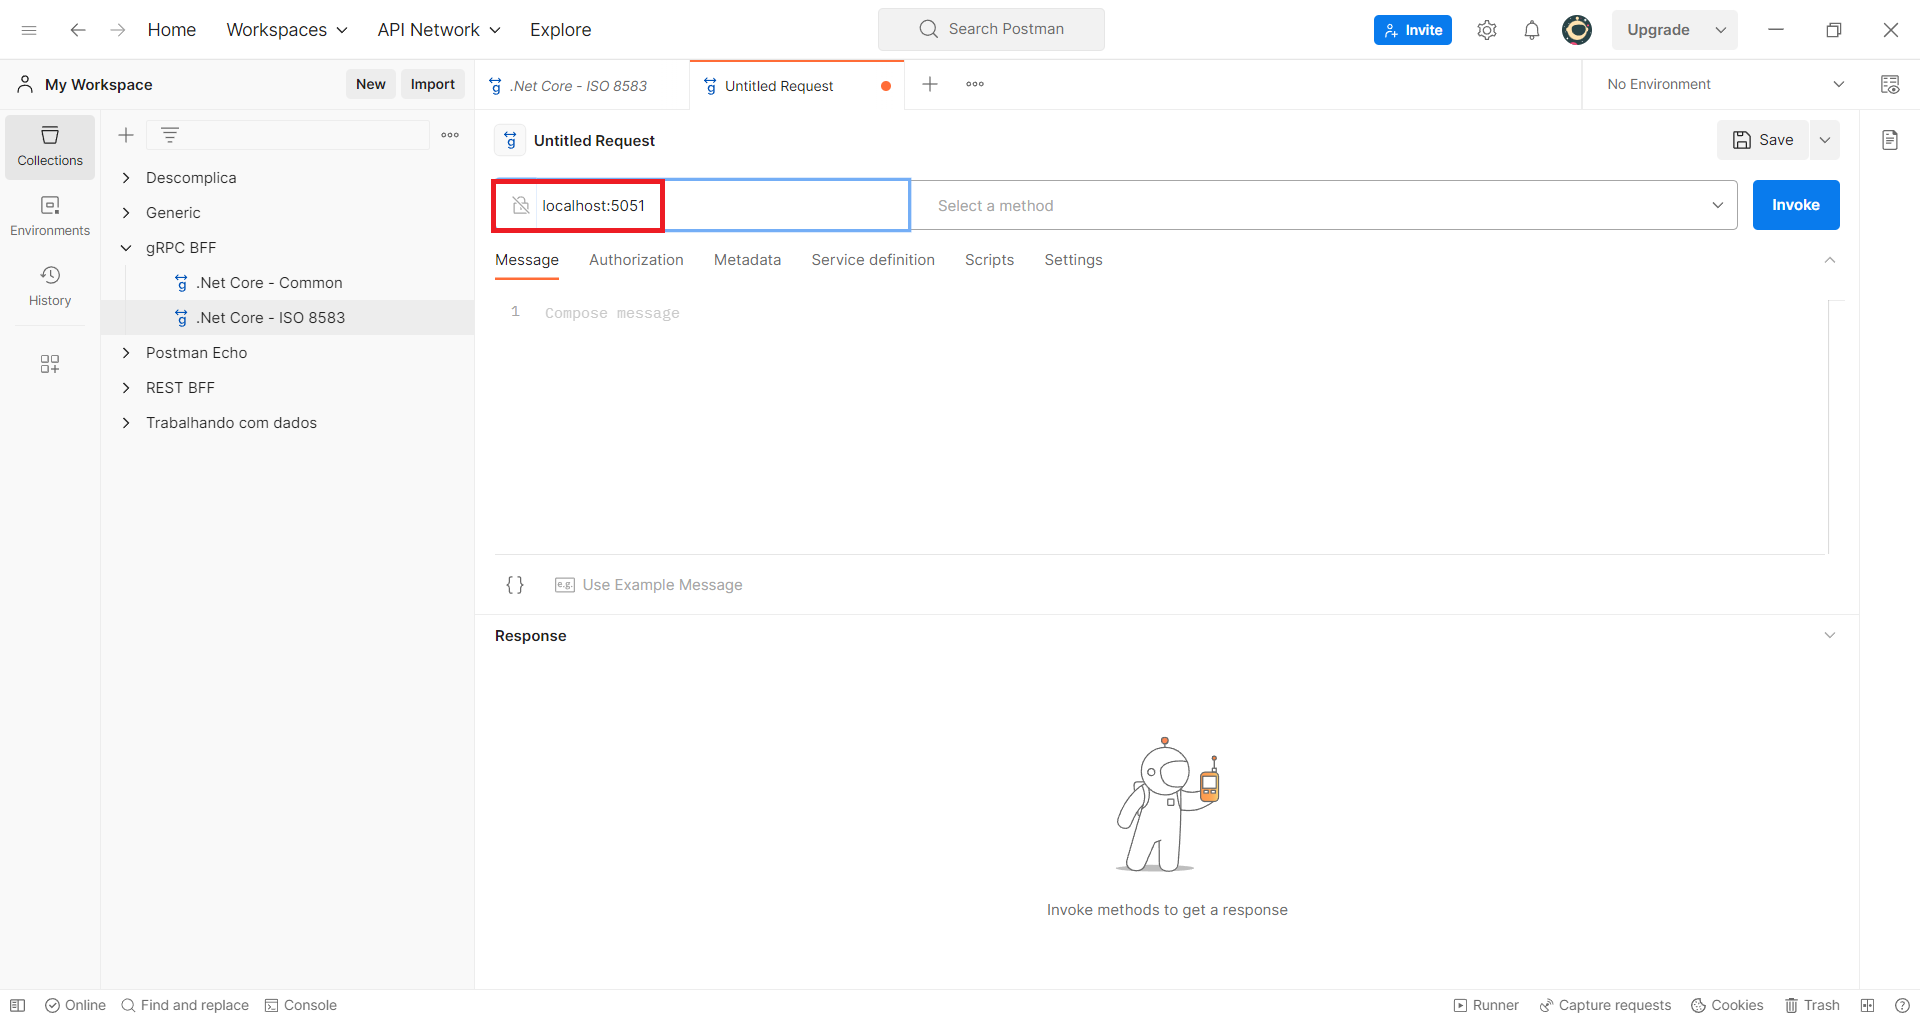 Home Workspaces API Network Explore Search Postman Invite Upgrade
My Workspace New Import .Net Core - ISO 8583 Untitled Request No Environment
Collections
Environments
History
Descomplica
Generic
gRPC BFF
.Net Core - Common
.Net Core - ISO 8583
Postman Echo
REST BFF
Trabalhando com dados
g Untitled Request Save
localhost:5051 Select a method Invoke
Message Authorization Metadata Service definition Scripts Settings
1 Compose message
{} e.g. Use Example Message
Response
Invoke methods to get a response
Online Find and replace Console Runner Capture requests Cookies Trash